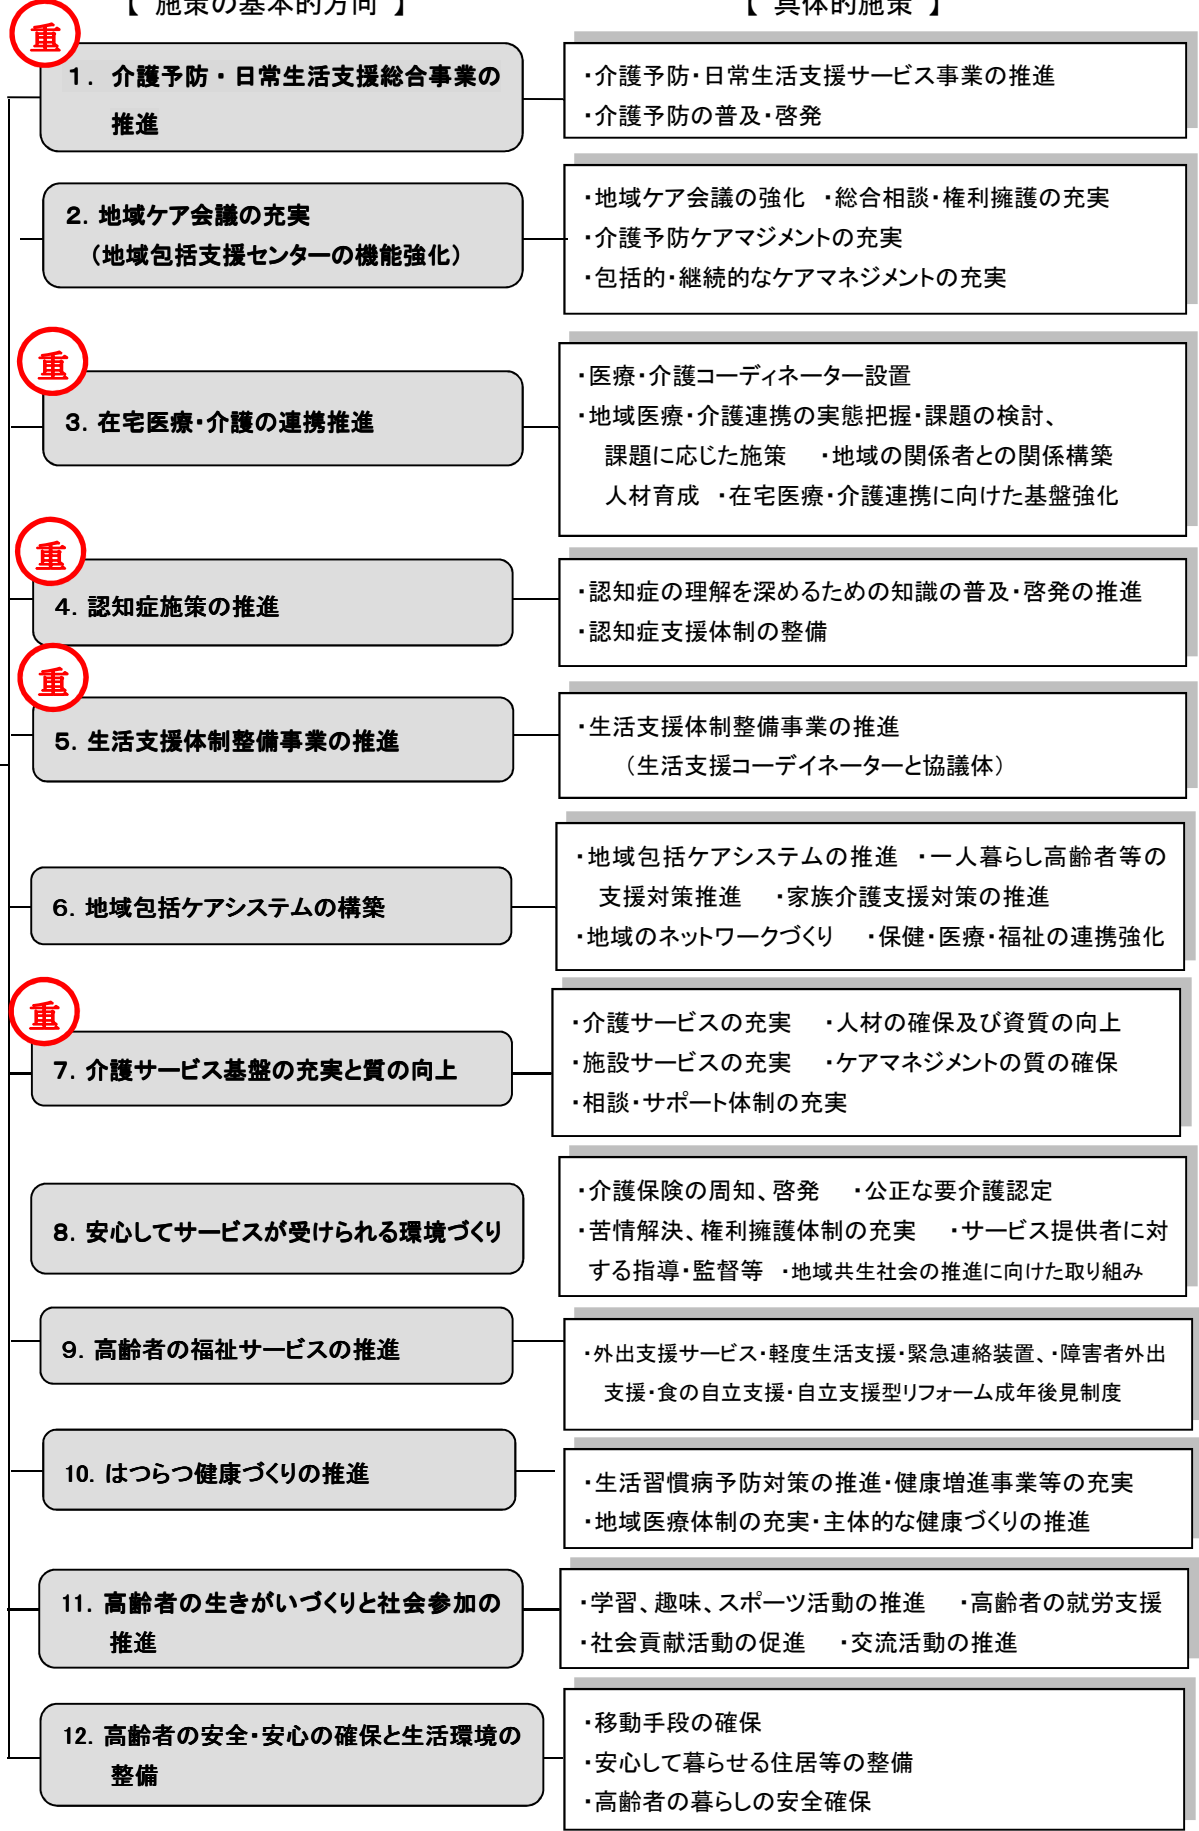 【 施策の基本的方向 】
【 具体的施策 】
重
1. 介護予防・日常生活支援総合事業の
推進
・介護予防・日常生活支援サービス事業の推進
・介護予防の普及・啓発
2. 地域ケア会議の充実
(地域包括支援センターの機能強化)
・地域ケア会議の強化 ・総合相談・権利擁護の充実
・介護予防ケアマジメントの充実
・包括的・継続的なケアマネジメントの充実
重
3. 在宅医療・介護の連携推進
・医療・介護コーディネーター設置
・地域医療・介護連携の実態把握・課題の検討、
課題に応じた施策 ・地域の関係者との関係構築
人材育成 ・在宅医療・介護連携に向けた基盤強化
重
4. 認知症施策の推進
・認知症の理解を深めるための知識の普及・啓発の推進
・認知症支援体制の整備
重
5. 生活支援体制整備事業の推進
・生活支援体制整備事業の推進
(生活支援コーデイネーターと協議体)
6. 地域包括ケアシステムの構築
・地域包括ケアシステムの推進 ・一人暮らし高齢者等の
支援対策推進 ・家族介護支援対策の推進
・地域のネットワークづくり ・保健・医療・福祉の連携強化
重
7. 介護サービス基盤の充実と質の向上
・介護サービスの充実 ・人材の確保及び資質の向上
・施設サービスの充実 ・ケアマネジメントの質の確保
・相談・サポート体制の充実
8. 安心してサービスが受けられる環境づくり
・介護保険の周知、啓発 ・公正な要介護認定
・苦情解決、権利擁護体制の充実 ・サービス提供者に対
する指導・監督等 ・地域共生社会の推進に向けた取り組み
9. 高齢者の福祉サービスの推進
・外出支援サービス・軽度生活支援・緊急連絡装置、・障害者外出
支援・食の自立支援・自立支援型リフォーム成年後見制度
10. はつらつ健康づくりの推進
・生活習慣病予防対策の推進・健康増進事業等の充実
・地域医療体制の充実・主体的な健康づくりの推進
11. 高齢者の生きがいづくりと社会参加の
推進
・学習、趣味、スポーツ活動の推進 ・高齢者の就労支援
・社会貢献活動の促進 ・交流活動の推進
12. 高齢者の安全・安心の確保と生活環境の
整備
・移動手段の確保
・安心して暮らせる住居等の整備
・高齢者の暮らしの安全確保